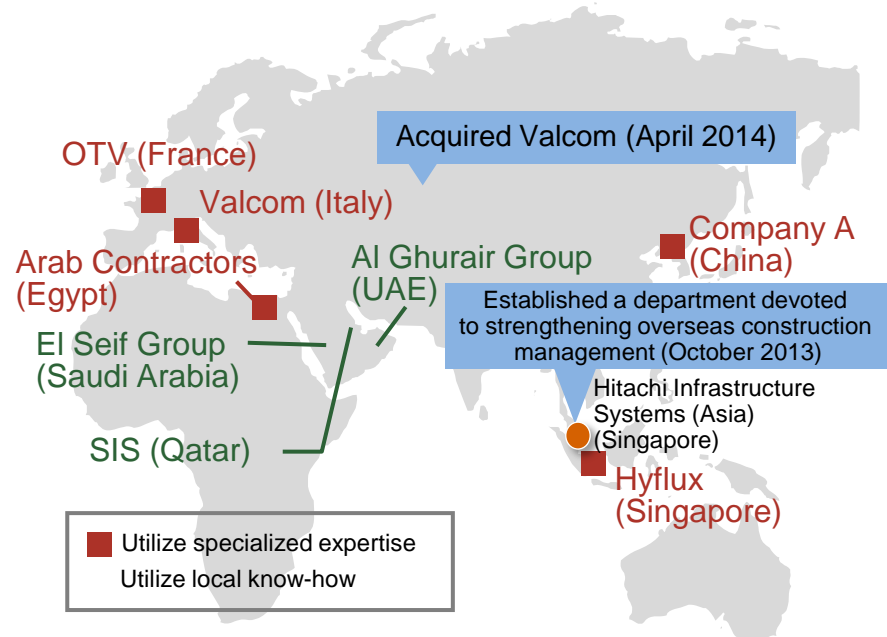 Acquired Valcom (April 2014)
OTV (France)
Valcom (Italy)
Arab Contractors
(Egypt)
Al Ghurair Group
(UAE)
Company A
(China)
El Seif Group
(Saudi Arabia)
Established a department devoted
to strengthening overseas construction
management (October 2013)
Hitachi Infrastructure
Systems (Asia)
(Singapore)
SIS (Qatar)
Hyflux
(Singapore)
Utilize specialized expertise
Utilize local know-how